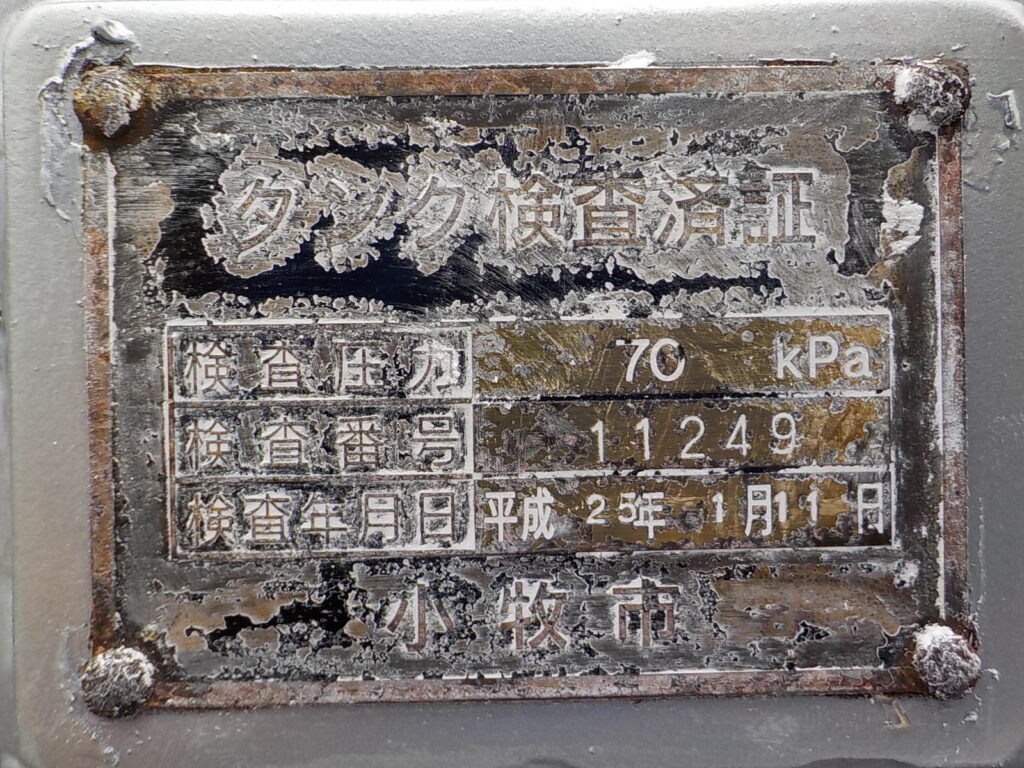 タンク検査済証
検査圧力 70 kPa
検査番号 11249
検査年月日 平成 25年 1月11日
小牧市